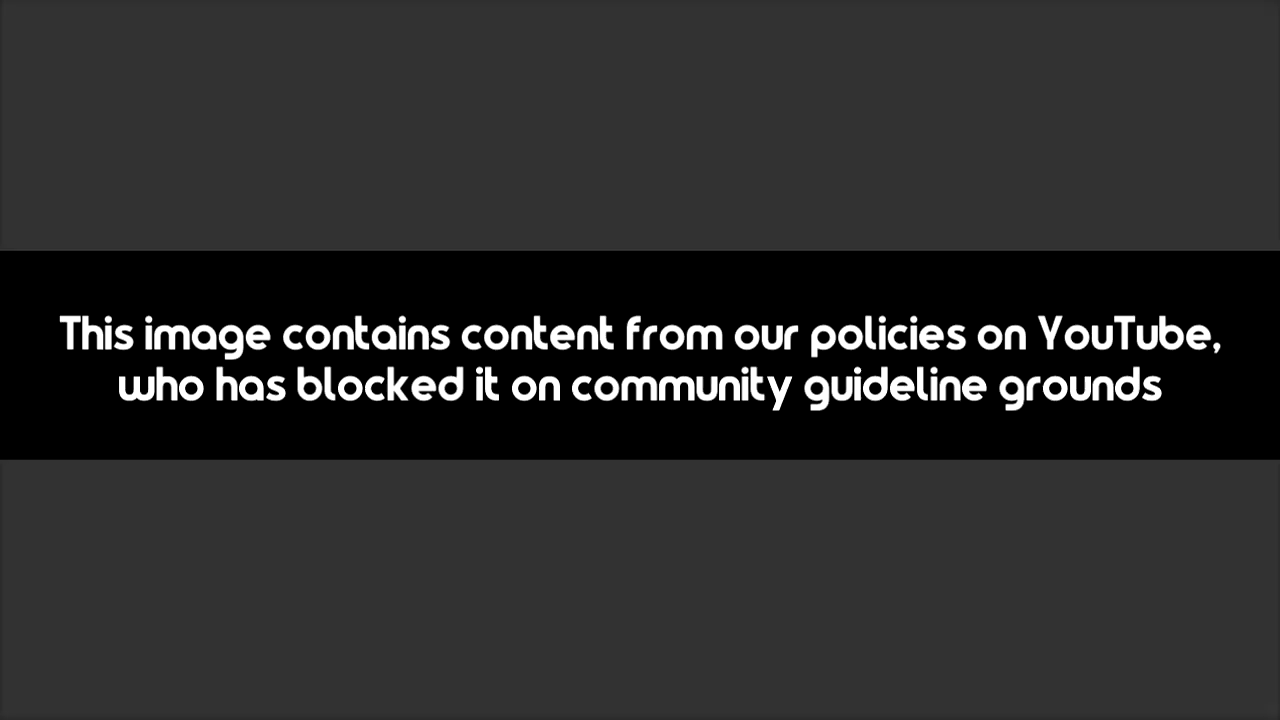 This image contains content from our policies on YouTube,
who has blocked it on community guideline grounds